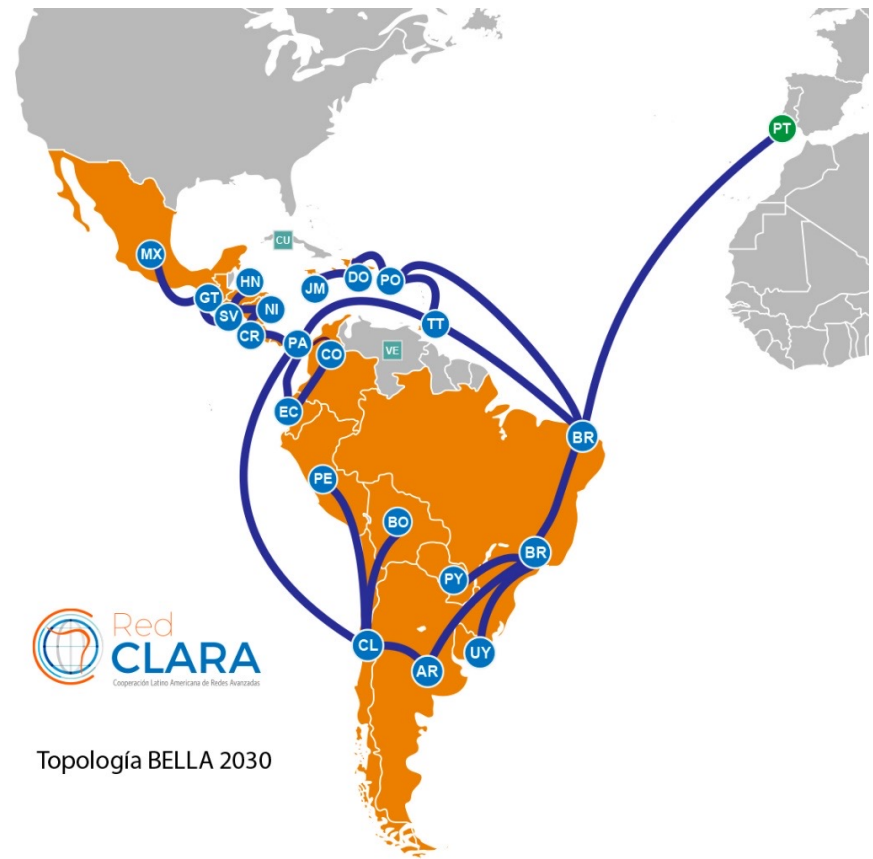 PT
MX
CU
HN
GT
JM
DO
PO
SV
NI
CR
TT
PA
CO
VE
EC
BR
PE
BO
BR
PY
CL
UY
AR
Red
CLARA
Cooperación Latino Americana de Redes Avanzadas
Topología BELLA 2030